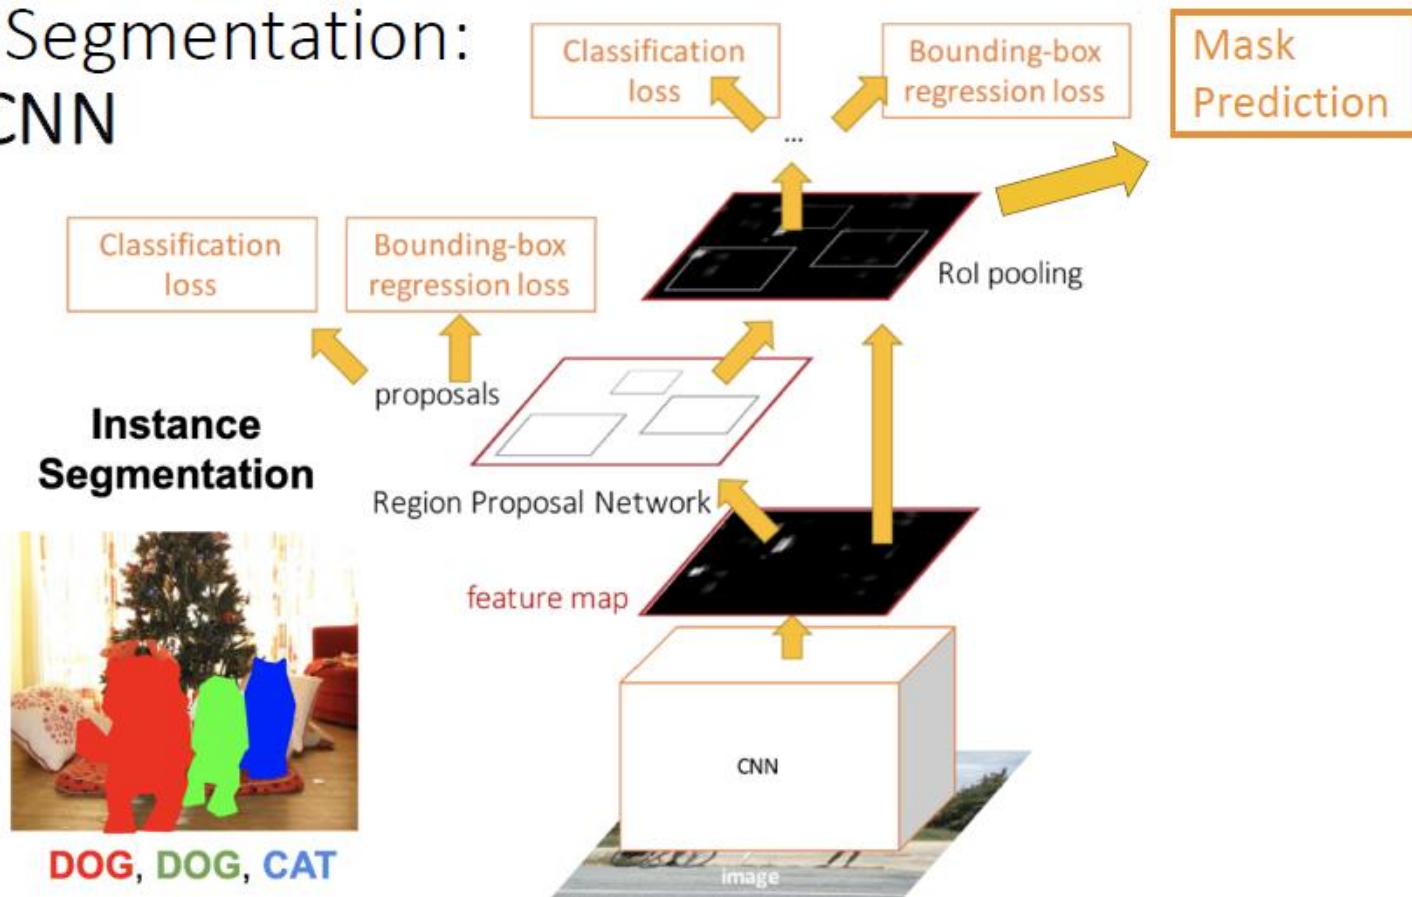 Segmentation:
CNN
Classification
loss
Bounding-box
regression loss
Mask
Prediction
...
Classification
loss
Bounding-box
regression loss
RoI pooling
proposals
Instance
Segmentation
Region Proposal Network
feature map
CNN
image
DOG, DOG, CAT